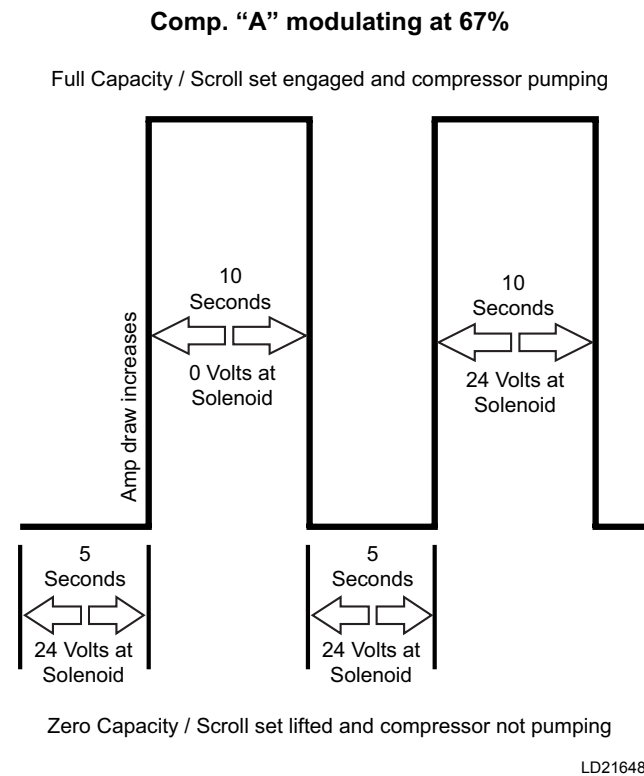 Comp. “A” modulating at 67%
Full Capacity / Scroll set engaged and compressor pumping
Amp draw increases
10
Seconds
0 Volts at
Solenoid
10
Seconds
24 Volts at
Solenoid
5
Seconds
24 Volts at
Solenoid
5
Seconds
24 Volts at
Solenoid
Zero Capacity / Scroll set lifted and compressor not pumping
LD21648